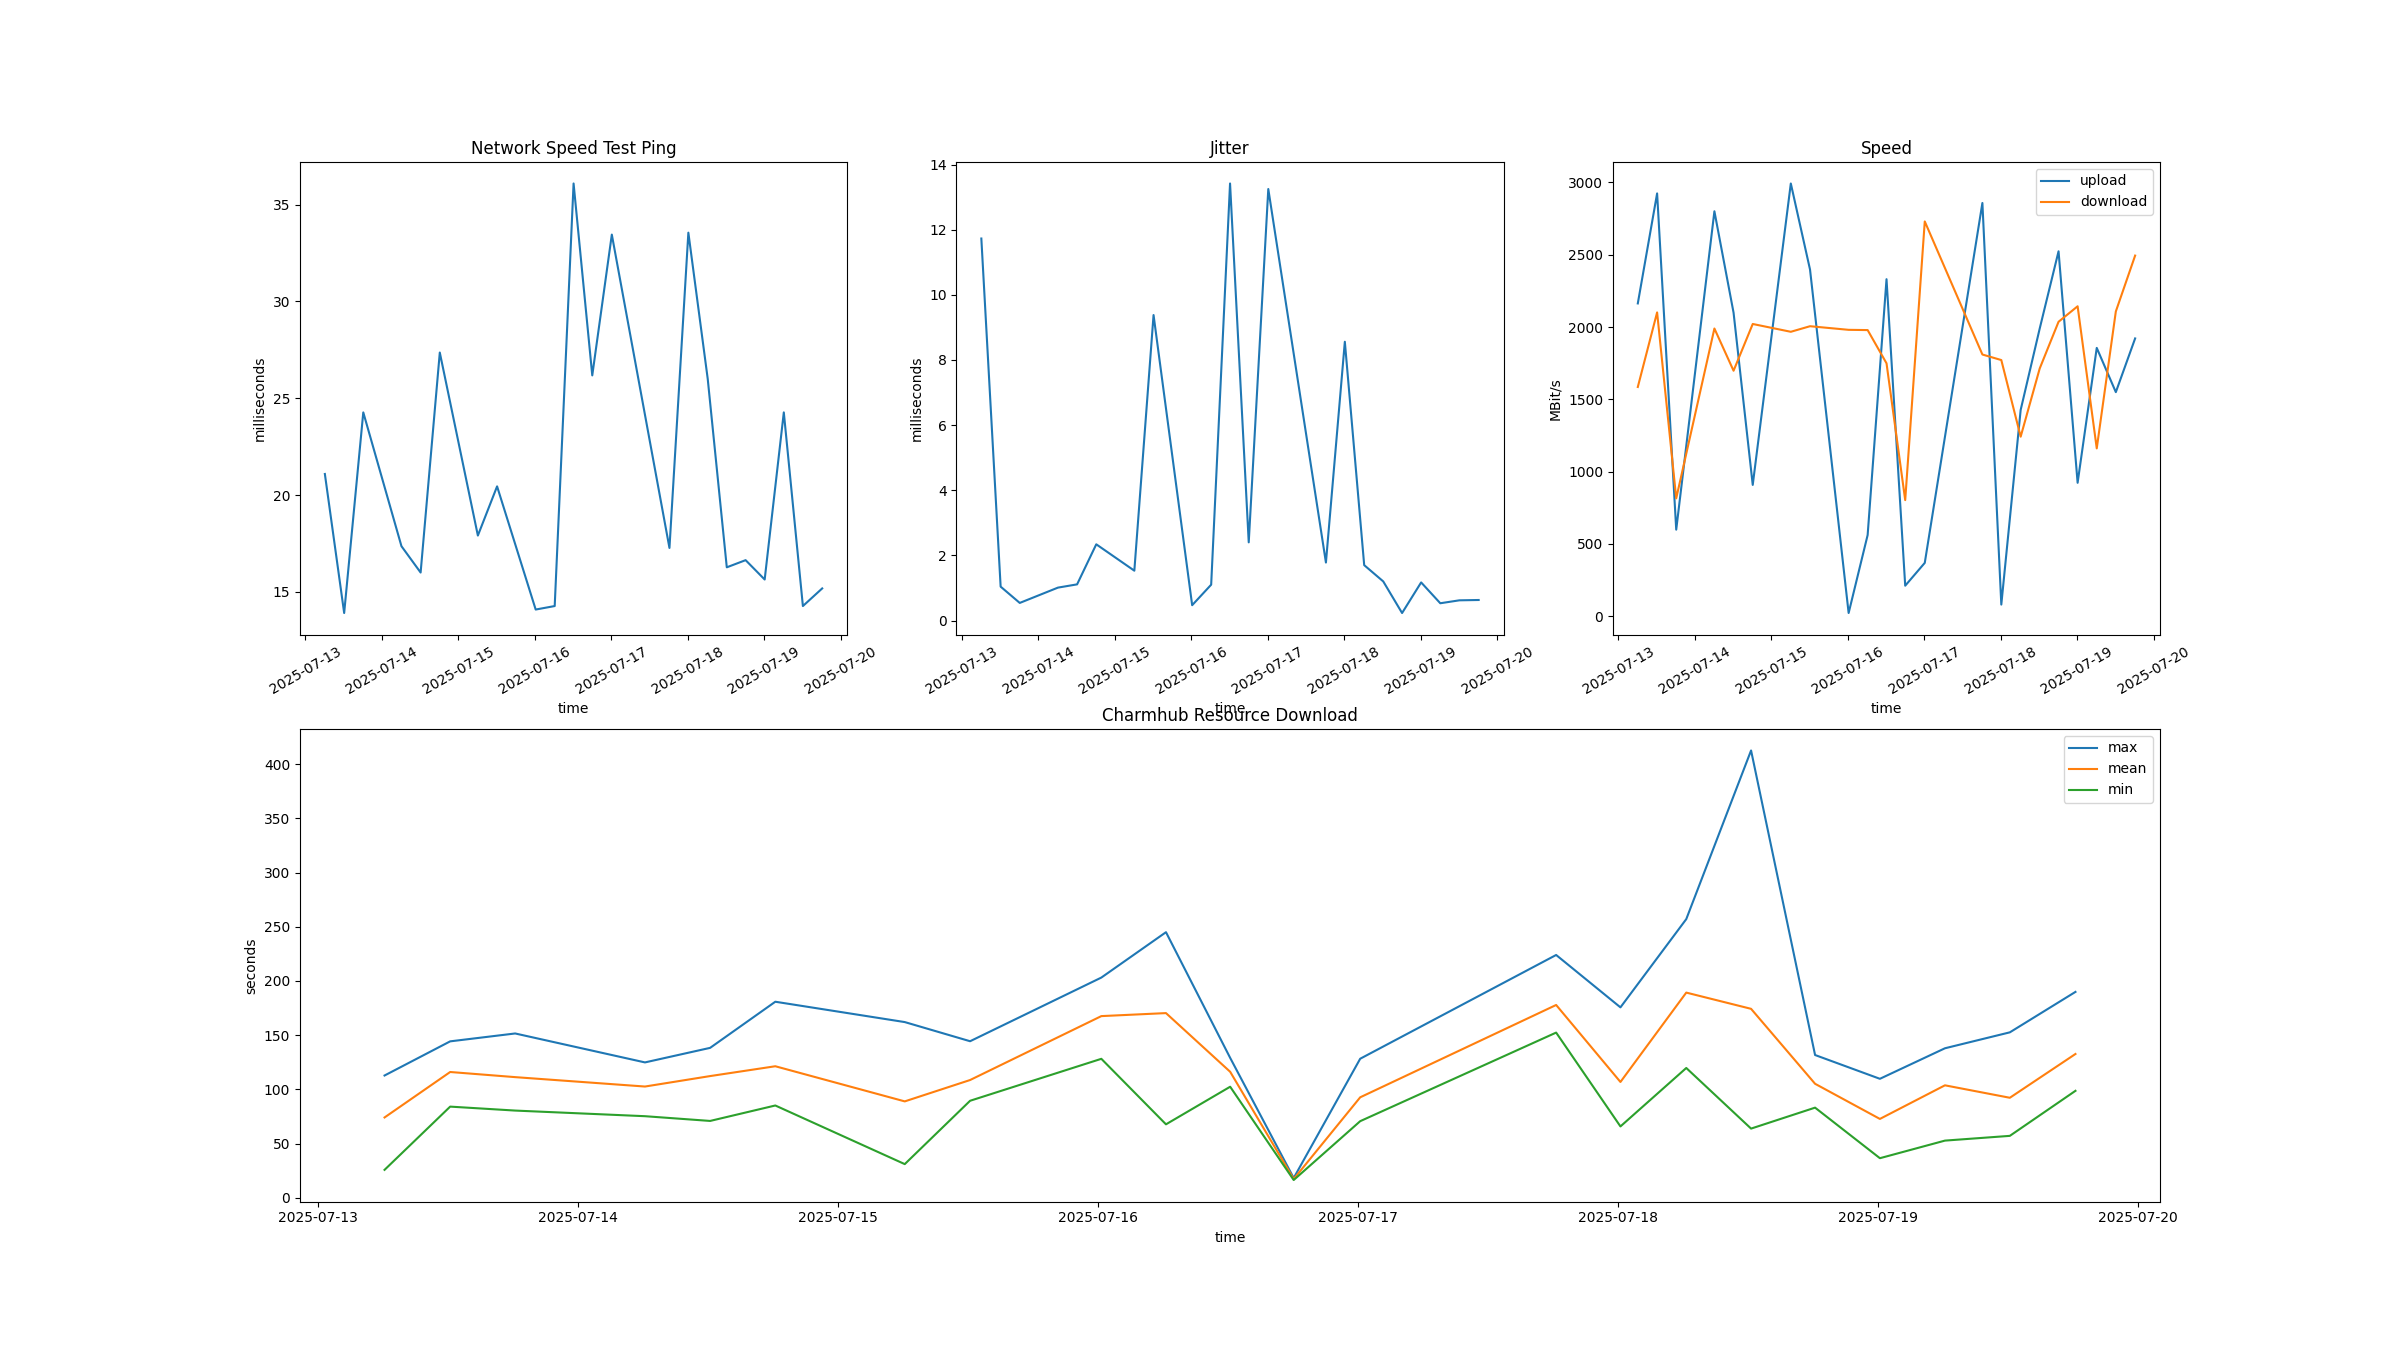 Network Speed Test Ping
milliseconds
35
30
25
20
15
2025-07-13 2025-07-14 2025-07-15 2025-07-16 2025-07-17 2025-07-18 2025-07-19 2025-07-20
time
Jitter
milliseconds
14
12
10
8
6
4
2
0
2025-07-13 2025-07-14 2025-07-15 2025-07-16 2025-07-17 2025-07-18 2025-07-19 2025-07-20
time
Speed
upload
download
MBit/s
3000
2500
2000
1500
1000
500
0
2025-07-13 2025-07-14 2025-07-15 2025-07-16 2025-07-17 2025-07-18 2025-07-19 2025-07-20
time
Charmhub Resource Download
max
mean
min
seconds
400
350
300
250
200
150
100
50
0
2025-07-13 2025-07-14 2025-07-15 2025-07-16 2025-07-17 2025-07-18 2025-07-19 2025-07-20
time